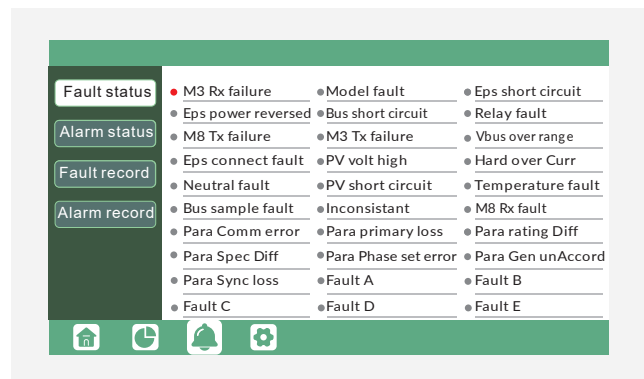 Fault status
Alarm status
Fault record
Alarm record
M3 Rx failure Model fault Eps short circuit
Eps power reversed Bus short circuit Relay fault
M8 Tx failure M3 Tx failure Vbus over range
Eps connect fault PV volt high Hard over Curr
Neutral fault PV short circuit Temperature fault
Bus sample fault Inconsistant M8 Rx fault
Para Comm error Para primary loss Para rating Diff
Para Spec Diff Para Phase set error Para Gen unAccord
Para Sync loss Fault A Fault B
Fault C Fault D Fault E